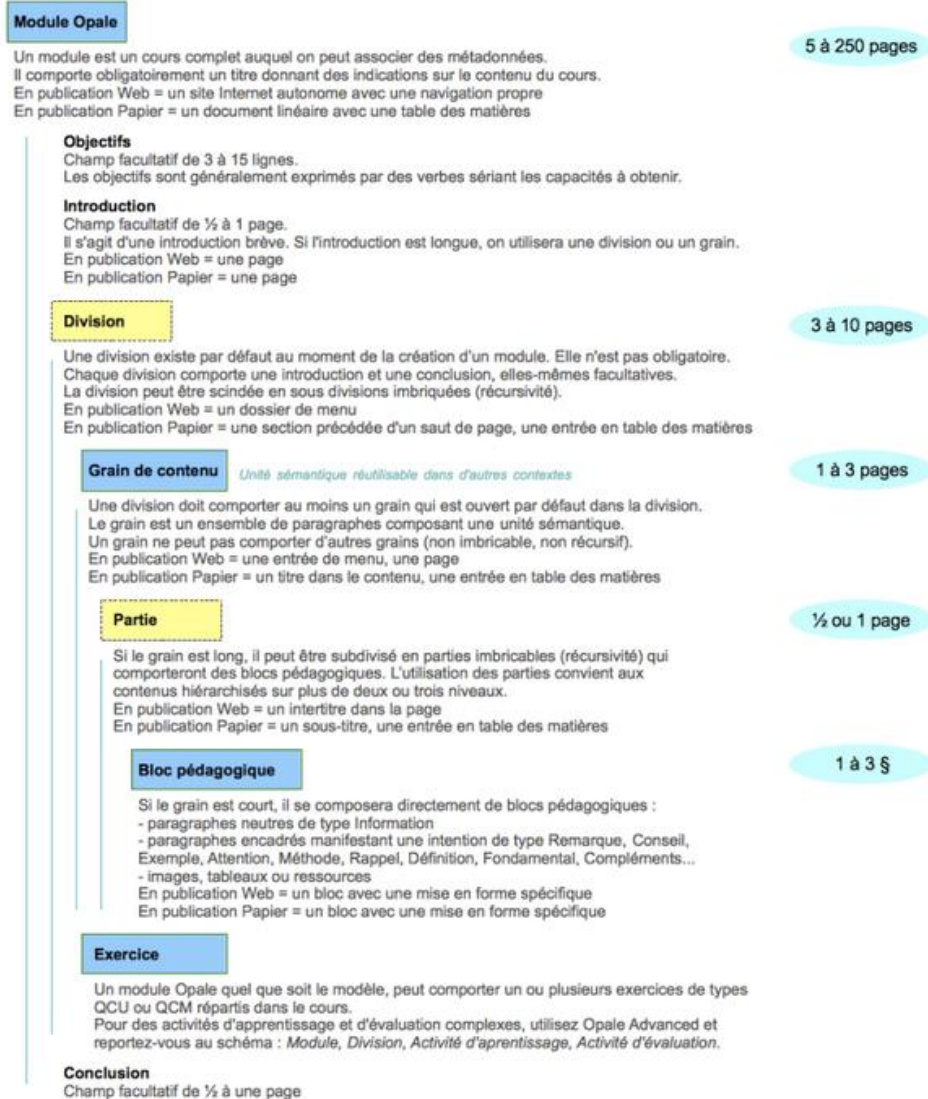 Module Opale
5 à 250 pages
Un module est un cours complet auquel on peut associer des métadonnées.
Il comporte obligatoirement un titre donnant des indications sur le contenu du cours.
En publication Web = un site Internet autonome avec une navigation propre
En publication Papier = un document linéaire avec une table des matières
Objectifs
Champ facultatif de 3 à 15 lignes.
Les objectifs sont généralement exprimés par des verbes sériant les capacités à obtenir.
Introduction
Champ facultatif de ½ à 1 page.
Il s'agit d'une introduction brève. Si l'introduction est longue, on utilisera une division ou un grain.
En publication Web = une page
En publication Papier = une page
Division
3 à 10 pages
Une division existe par défaut au moment de la création d'un module. Elle n'est pas obligatoire.
Chaque division comporte une introduction et une conclusion, elles-mêmes facultatives.
La division peut être scindée en sous divisions imbriquées (récursivité).
En publication Web = un dossier de menu
En publication Papier = une section précédée d'un saut de page, une entrée en table des matières
Grain de contenu
Unité sémantique réutilisable dans d'autres contextes
1 à 3 pages
Une division doit comporter au moins un grain qui est ouvert par défaut dans la division.
Le grain est un ensemble de paragraphes composant une unité sémantique.
Un grain ne peut pas comporter d'autres grains (non imbricable, non récursif).
En publication Web = une entrée de menu, une page
En publication Papier = un titre dans le contenu, une entrée en table des matières
Partie
½ ou 1 page
Si le grain est long, il peut être subdivisé en parties imbricables (récursivité) qui
comporteront des blocs pédagogiques. L'utilisation des parties convient aux
contenus hiérarchisés sur plus de deux ou trois niveaux.
En publication Web = un intertitre dans la page
En publication Papier = un sous-titre, une entrée en table des matières
Bloc pédagogique
1 à 3 §
Si le grain est court, il se composera directement de blocs pédagogiques :
- paragraphes neutres de type Information
- paragraphes encadrés manifestant une intention de type Remarque, Conseil,
Exemple, Attention, Méthode, Rappel, Définition, Fondamental, Compléments...
- images, tableaux ou ressources
En publication Web = un bloc avec une mise en forme spécifique
En publication Papier = un bloc avec une mise en forme spécifique
Exercice
Un module Opale quel que soit le modèle, peut comporter un ou plusieurs exercices de types
QCU ou QCM répartis dans le cours.
Pour des activités d'apprentissage et d'évaluation complexes, utilisez Opale Advanced et
reportez-vous au schéma : Module, Division, Activité d'aprentissage, Activité d'évaluation.
Conclusion
Champ facultatif de ½ à une page